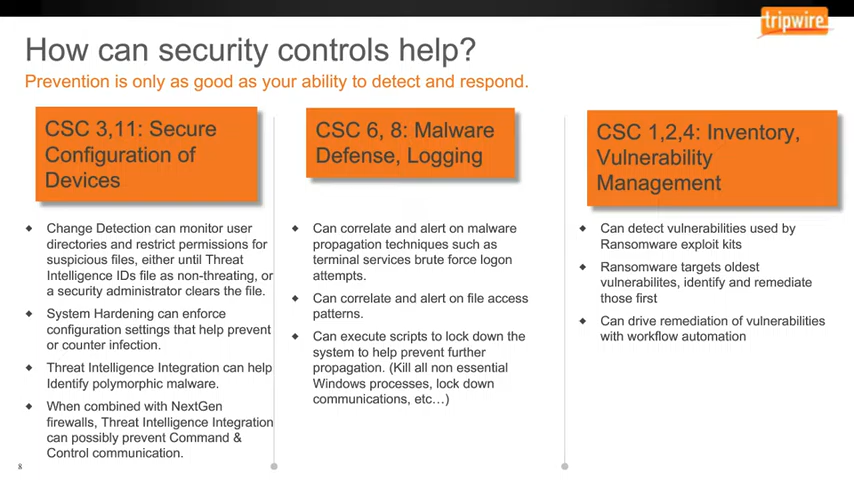 tripwire
How can security controls help?
Prevention is only as good as your ability to detect and respond.
CSC 3,11: Secure
Configuration of
Devices
◆ Change Detection can monitor user
directories and restrict permissions for
suspicious files, either until Threat
Intelligence IDs file as non-threating, or
a security administrator clears the file.
◆ System Hardening can enforce
configuration settings that help prevent
or counter infection.
◆ Threat Intelligence Integration can help
Identify polymorphic malware.
◆ When combined with NextGen
firewalls, Threat Intelligence Integration
can possibly prevent Command &
Control communication.
CSC 6, 8: Malware
Defense, Logging
◆ Can correlate and alert on malware
propagation techniques such as
terminal services brute force logon
attempts.
◆ Can correlate and alert on file access
patterns.
◆ Can execute scripts to lock down the
system to help prevent further
propagation. (Kill all non essential
Windows processes, lock down
communications, etc…)
CSC 1,2,4: Inventory,
Vulnerability
Management
◆ Can detect vulnerabilities used by
Ransomware exploit kits
◆ Ransomware targets oldest
vulnerabilites, identify and remediate
those first
◆ Can drive remediation of vulnerabilities
with workflow automation
8